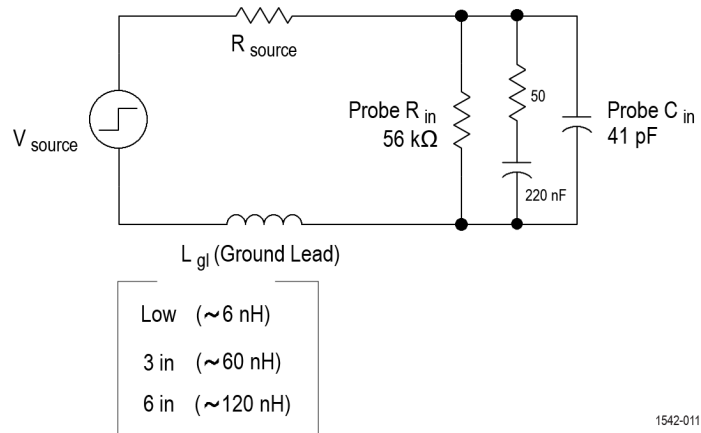 R source
V source
Probe R in
56 kΩ
50
220 nF
Probe C in
41 pF
L gl (Ground Lead)
Low (~6 nH)
3 in (~60 nH)
6 in (~120 nH)
1542-011